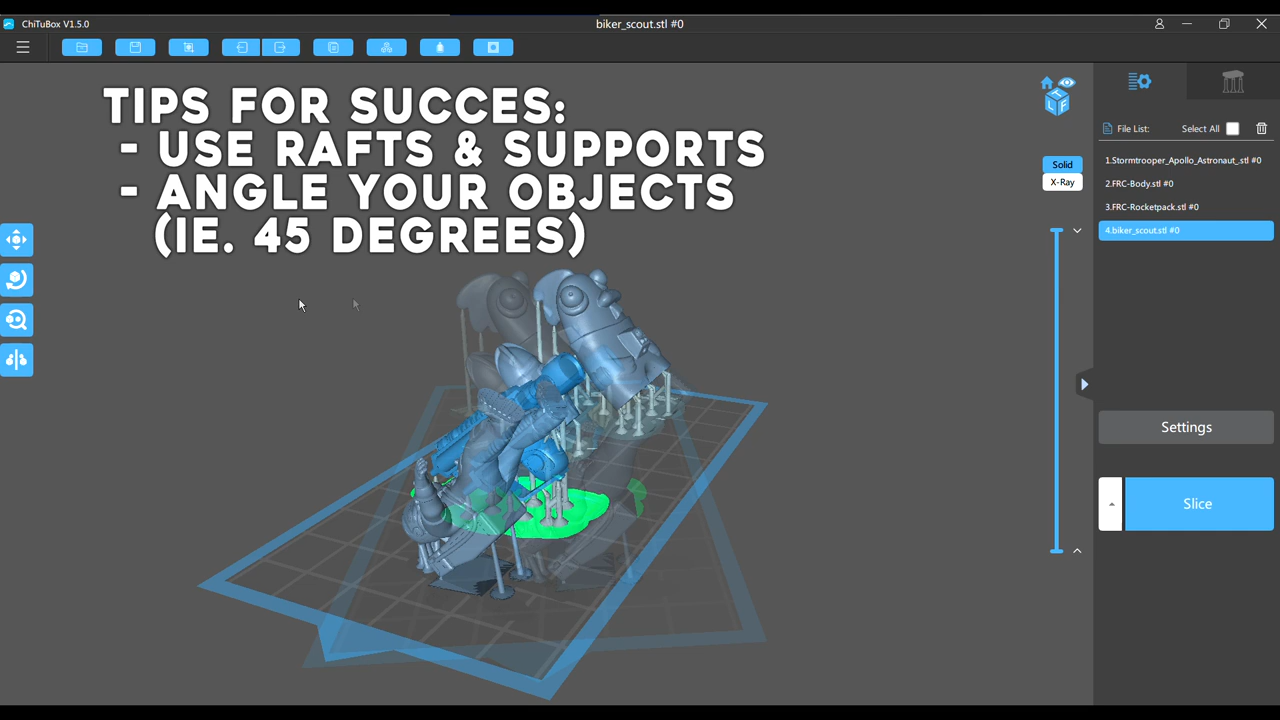 ChiTuBox V1.5.0
biker_scout.stl #0
TIPS FOR SUCCES:
- USE RAFTS & SUPPORTS
- ANGLE YOUR OBJECTS
(IE. 45 DEGREES)
T
L F
Solid
X-Ray
File List:
Select All
1.Stormtrooper_Apollo_Astronaut_.stl #0
2.FRC-Body.stl #0
3.FRC-Rocketpack.stl #0
4.biker_scout.stl #0
Settings
Slice